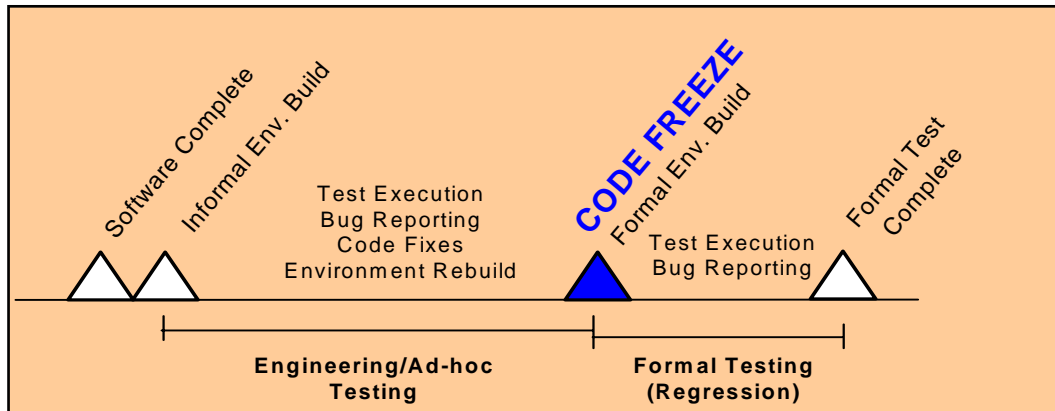 Software Complete
Informal Env. Build
Test Execution
Bug Reporting
Code Fixes
Environment Rebuild
CODE FREEZE
Formal Env. Build
Test Execution
Bug Reporting
Formal Test
Complete
Engineering/Ad-hoc
Testing
Formal Testing
(Regression)